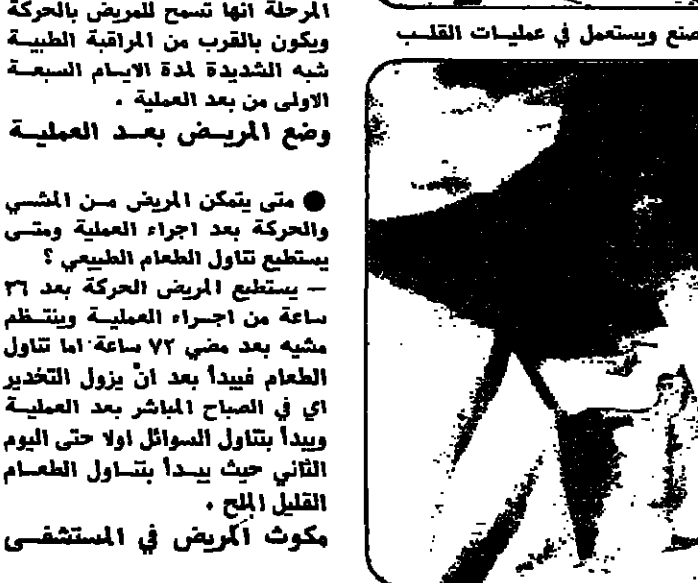 صنع ويستعمل في عمليات القلب
المرحلة انها تسمح للمريض بالحركة
ويكون بالقرب من المراقبة الطبية
شبه الشديدة لمدة الايام السبعة
الاولى من بعد العملية .
وضع المريض بعد العملية
● متى يتمكن المريض من المشي
والحركة بعد اجراء العملية ومتى
يستطيع تناول الطعام الطبيعي ؟
— يستطيع المريض الحركة بعد ٣٦
ساعة من اجراء العملية وينتظم
مشيه بعد مضي ٧٢ ساعة اما تناول
الطعام فيبدأ بعد ان يزول التخدير
اي في الصباح المباشر بعد العملية
ويبدأ بتناول السوائل اولا حتى اليوم
الثاني حيث يبدأ بتناول الطعام
القليل الملح .
مكوث المريض في المستشفى